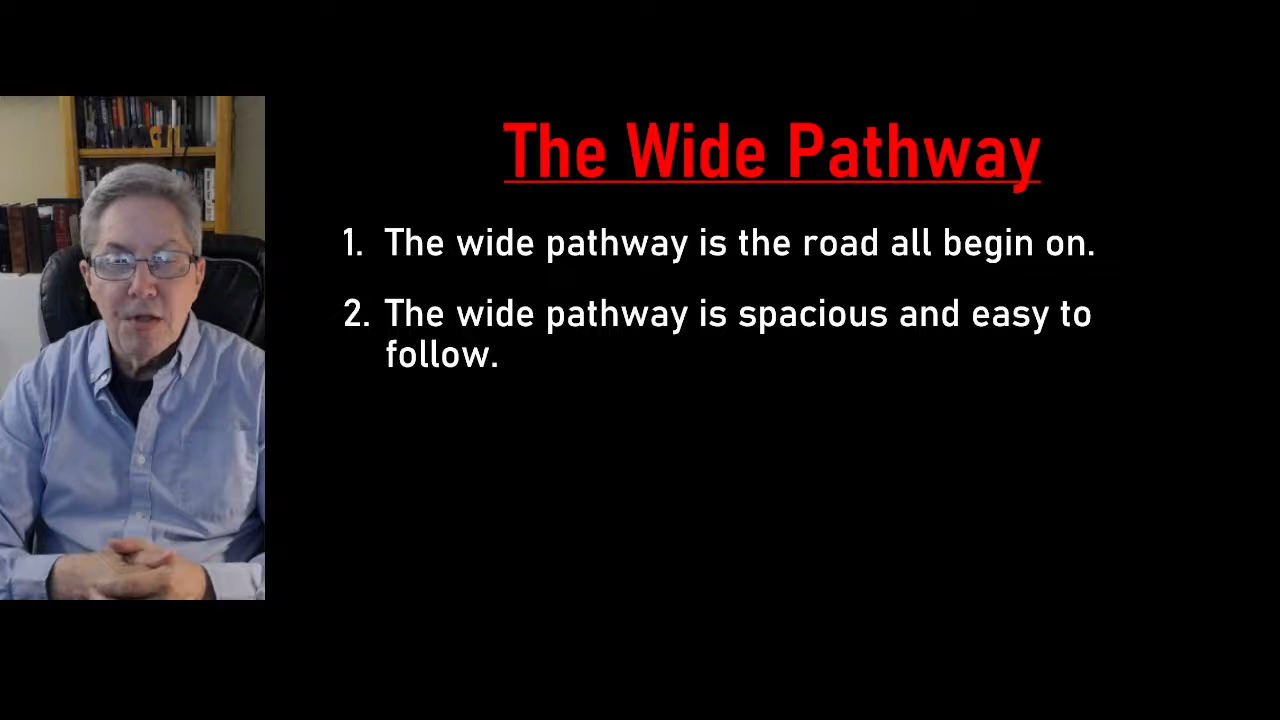 The Wide Pathway
1. The wide pathway is the road all begin on.
2. The wide pathway is spacious and easy to
follow.